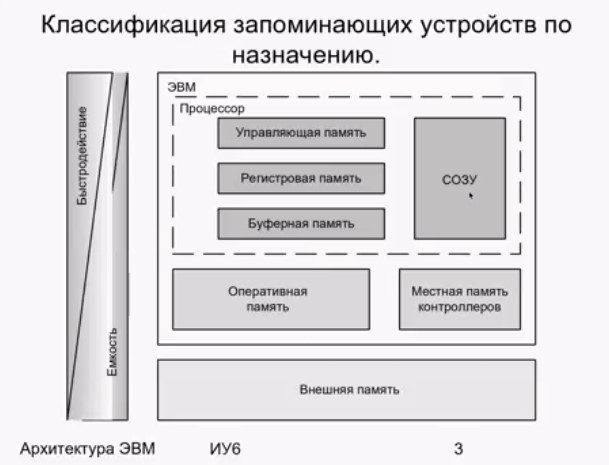 Классификация запоминающих устройств по
назначению.
ЭВМ
Процессор
Управляющая память
Регистровая память
Буферная память
СОЗУ
Быстродействие
Емкость
Оперативная
память
Местная память
контроллеров
Внешняя память
Архитектура ЭВМ ИУ6 3